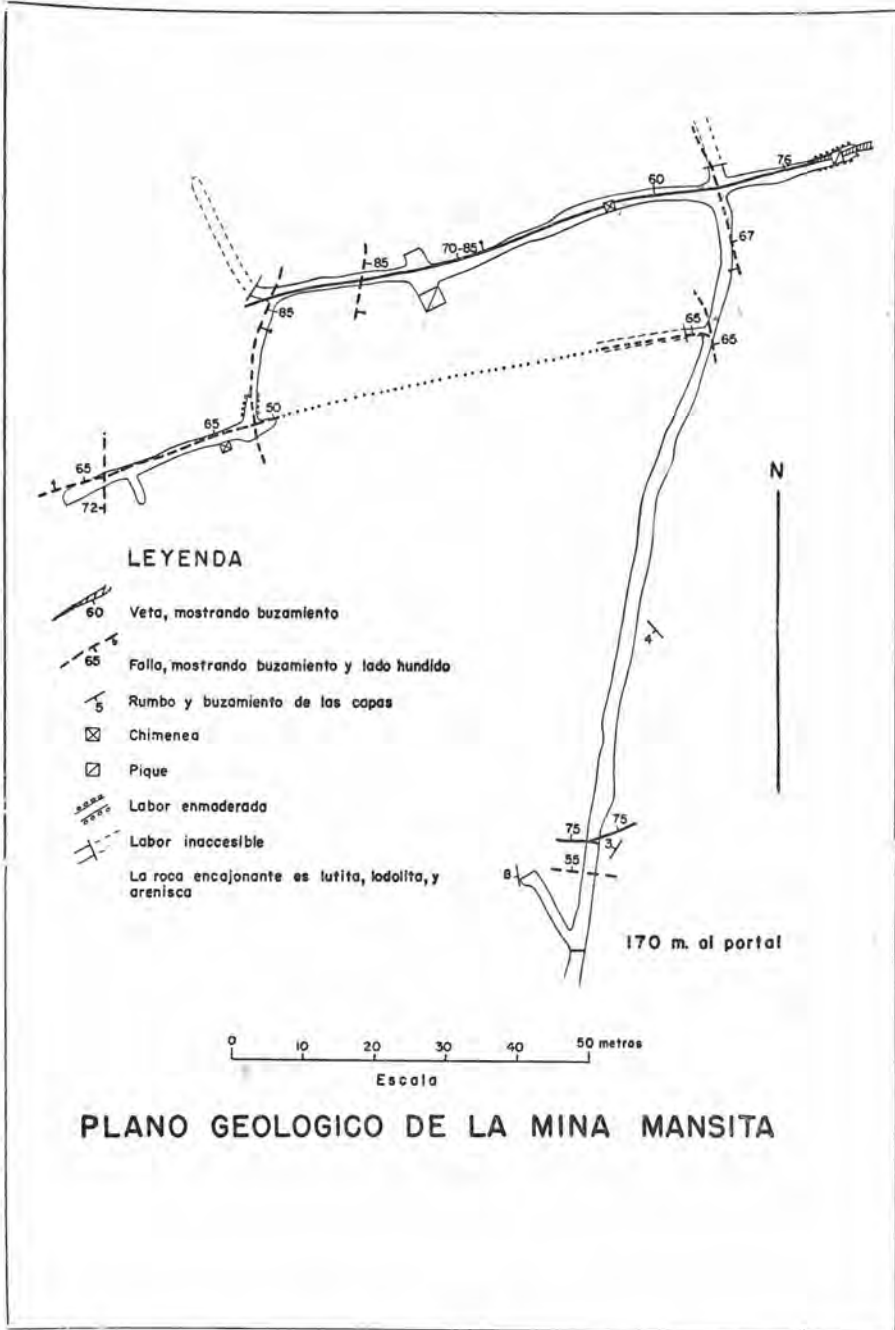 76
60
67
70-85
85
85
65
65
50
65
65
72
N
LEYENDA
60 Veta, mostrando buzamiento
65 Falla, mostrando buzamiento y lado hundido
5 Rumbo y buzamiento de las capas
Chimenea
Pique
Labor enmaderada
Labor inaccesible
La roca encajonante es lutita, lodolita, y
arenisca
4
75 75
3
55
8
170 m. al portal
0 10 20 30 40 50 metros
Escala
PLANO GEOLOGICO DE LA MINA MANSITA